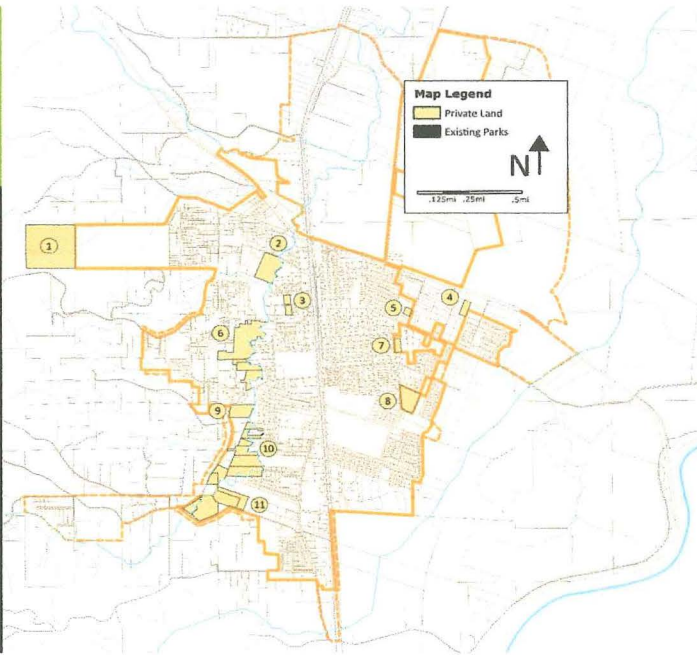 Map Legend
Private Land
Existing Parks
N
.125mi .25mi .5mi
1
2
3
4
5
6
7
8
9
10
11